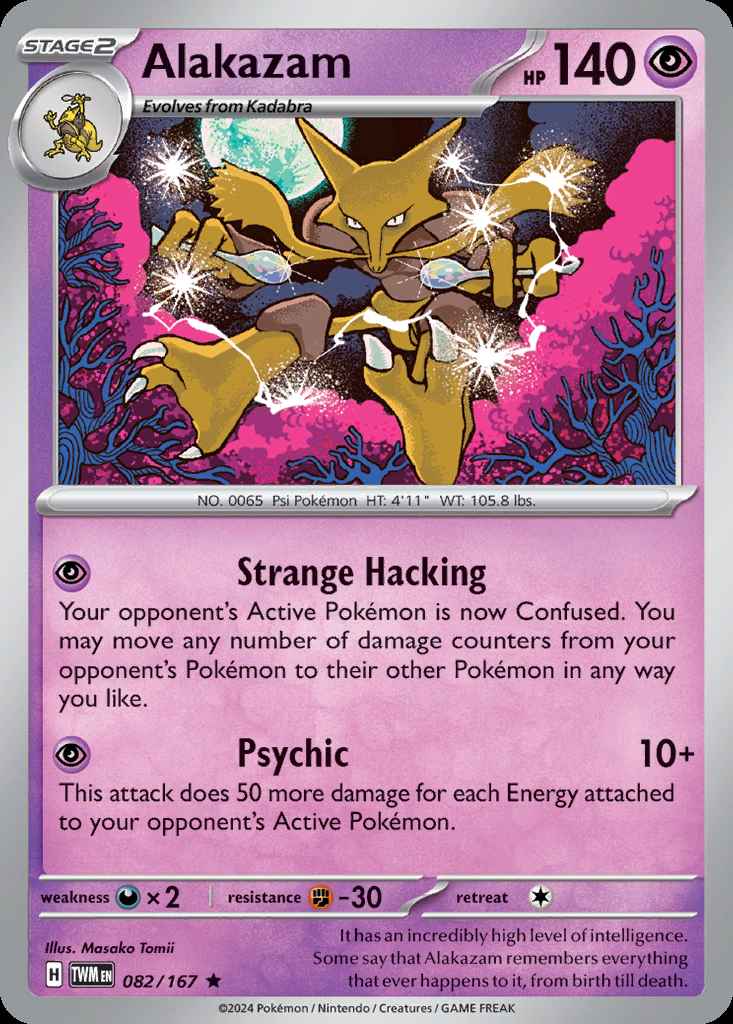 STAGE2
Alakazam
HP 140
Evolves from Kadabra
NO. 0065 Psi Pokémon HT: 4'11" WT: 105.8 lbs.
Strange Hacking
Your opponent's Active Pokémon is now Confused. You
may move any number of damage counters from your
opponent's Pokémon to their other Pokémon in any way
you like.
Psychic 10+
This attack does 50 more damage for each Energy attached
to your opponent's Active Pokémon.
weakness ×2 resistance -30 retreat
Illus. Masako Tomii
H TWM EN 082/167 ★
It has an incredibly high level of intelligence.
Some say that Alakazam remembers everything
that ever happens to it, from birth till death.
©2024 Pokémon / Nintendo / Creatures / GAME FREAK